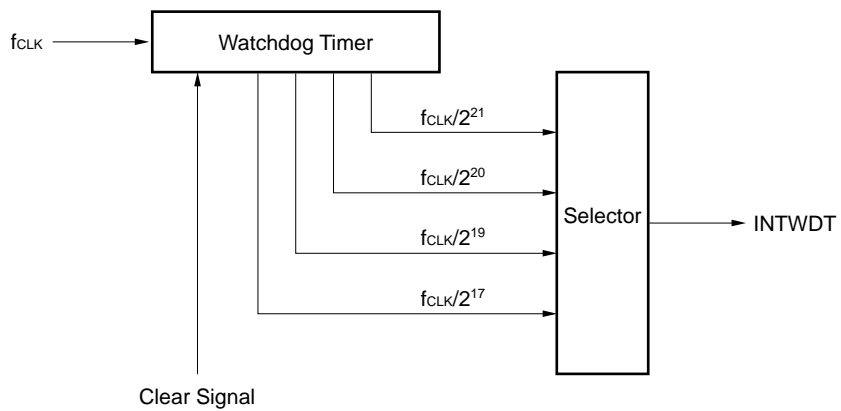 Watchdog Timer
fCLK
fCLK/2^21
fCLK/2^20
Selector
INTWDT
fCLK/2^19
fCLK/2^17
Clear Signal